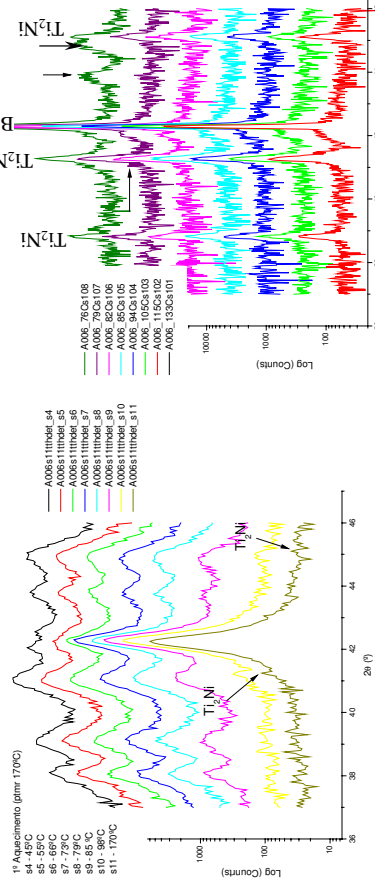 1º Aquecimento (ptmr 170ºC)
s4 - 45ºC
s5 - 55ºC
s6 - 66ºC
s7 - 73ºC
s8 - 79ºC
s9 - 85 ºC
s10 - 98ºC
s11 - 170ºC
A006s11tthdet_s4
A006s11tthdet_s5
A006s11tthdet_s6
A006s11tthdet_s7
A006s11tthdet_s8
A006s11tthdet_s9
A006s11tthdet_s10
A006s11tthdet_s11
Ti2Ni
Ti2Ni
1000
100
Log (Counts)
36
38
40
42
44
46
2θ (º)
A006_76Cs108
A006_79Cs107
A006_82Cs106
A006_85Cs105
A006_94Cs104
A006_105Cs103
A006_115Cs102
A006_133Cs101
Ti2Ni
Ti2N
B
Ti2Ni
10000
1000
100
Log (Counts)